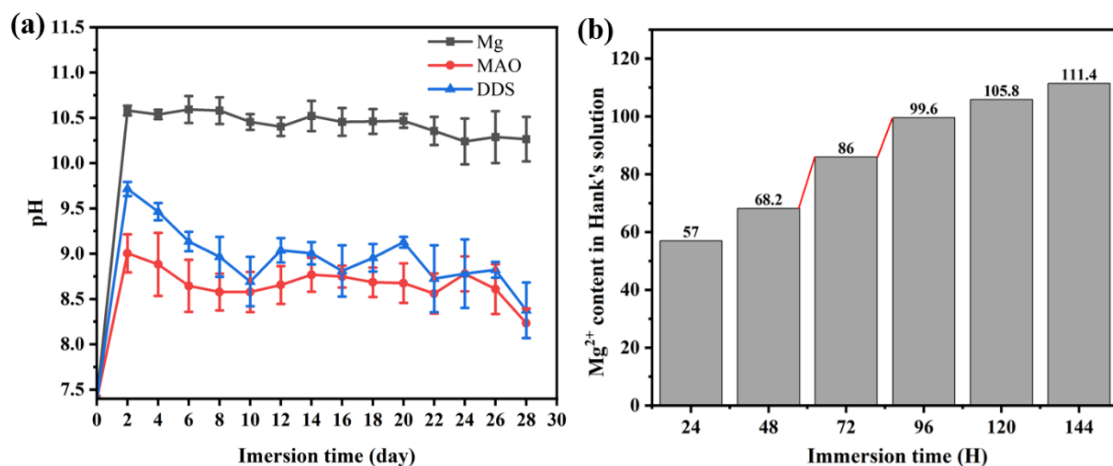 (a)
pH
11.5
11.0
10.5
10.0
9.5
9.0
8.5
8.0
7.5
Mg
MAO
DDS
0 2 4 6 8 10 12 14 16 18 20 22 24 26 28 30
Imersion time (day)
(b)
Mg²⁺ content in Hank's solution
120
100
80
60
40
20
0
57
68.2
86
99.6
105.8
111.4
24 48 72 96 120 144
Immersion time (H)